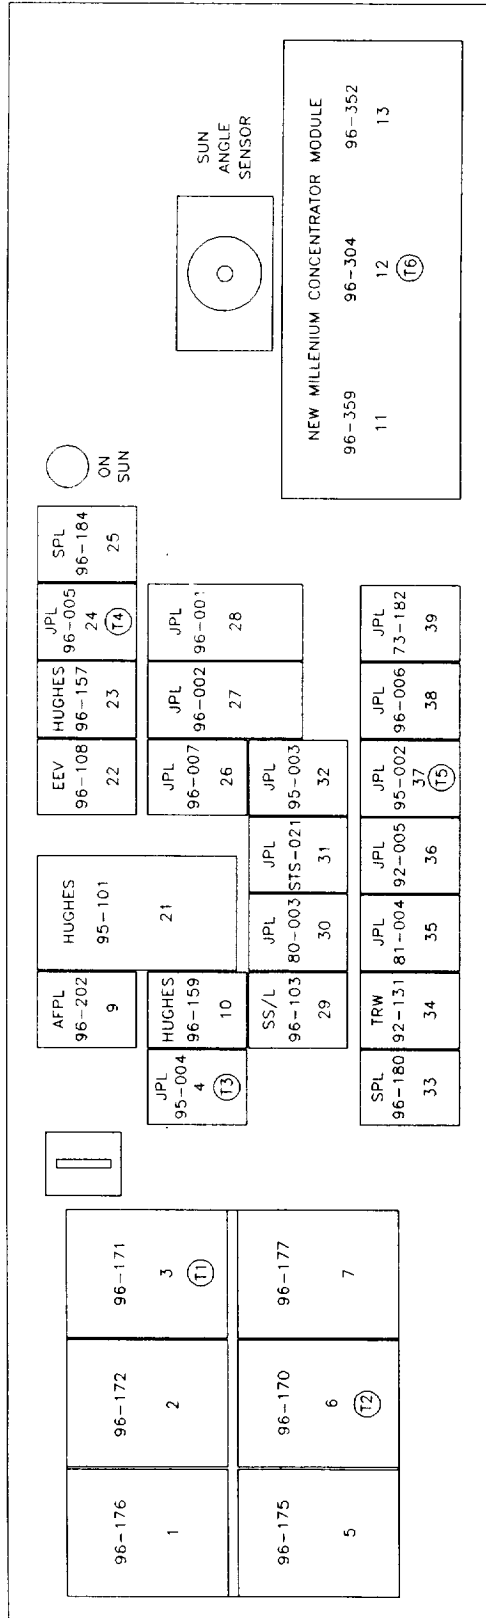 96-176
1
96-172
2
96-171
3
T1
96-175
5
96-170
6
T2
96-177
7
JPL
95-004
4
T3
AFPL
96-202
9
HUGHES
96-159
10
HUGHES
95-101
21
EEV
96-108
22
HUGHES
96-157
23
JPL
96-005
24
T4
SPL
96-184
25
JPL
96-007
26
JPL
96-002
27
JPL
96-001
28
SS/L
96-103
29
JPL
80-003
30
JPL
STS-021
31
JPL
95-003
32
SPL
96-180
33
TRW
92-131
34
JPL
81-004
35
JPL
92-005
36
JPL
95-002
37
T5
JPL
96-006
38
JPL
73-182
39
ON
SUN
SUN
ANGLE
SENSOR
NEW MILLENIUM CONCENTRATOR MODULE
96-359
11
96-304
12
T6
96-352
13